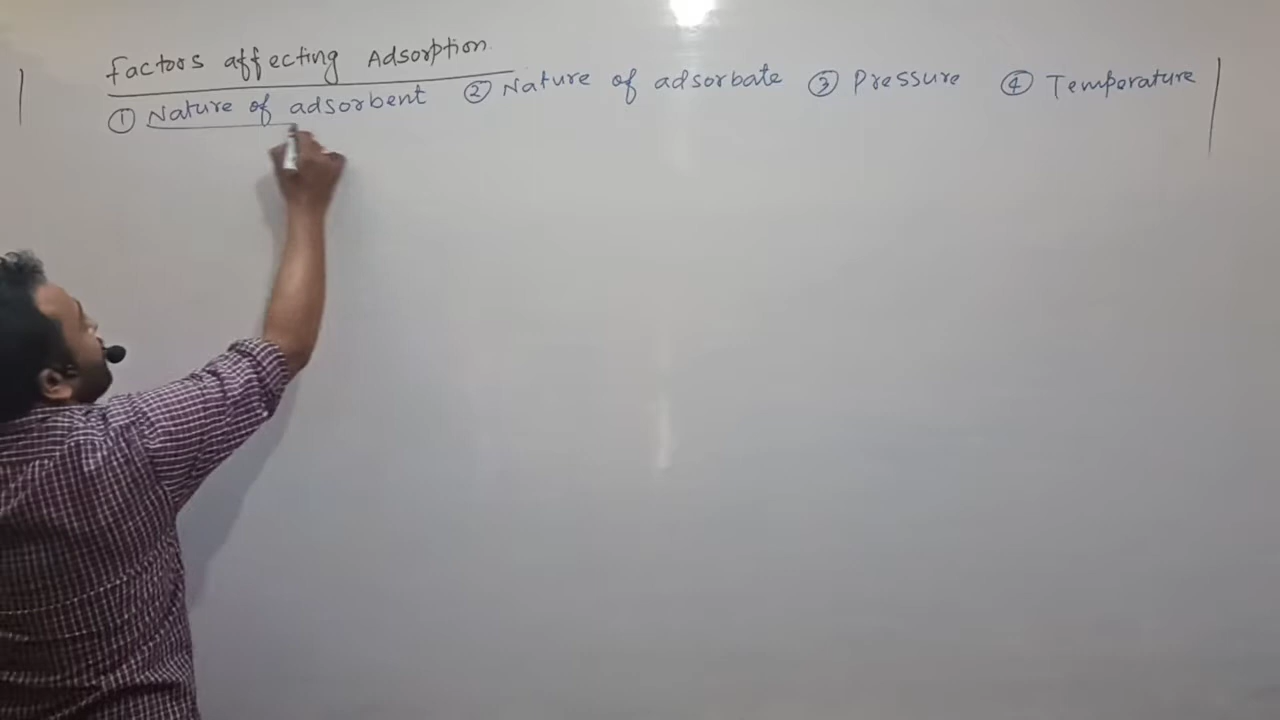 Factors affecting Adsorption.
① Nature of adsorbent ② Nature of adsorbate ③ Pressure ④ Temperature